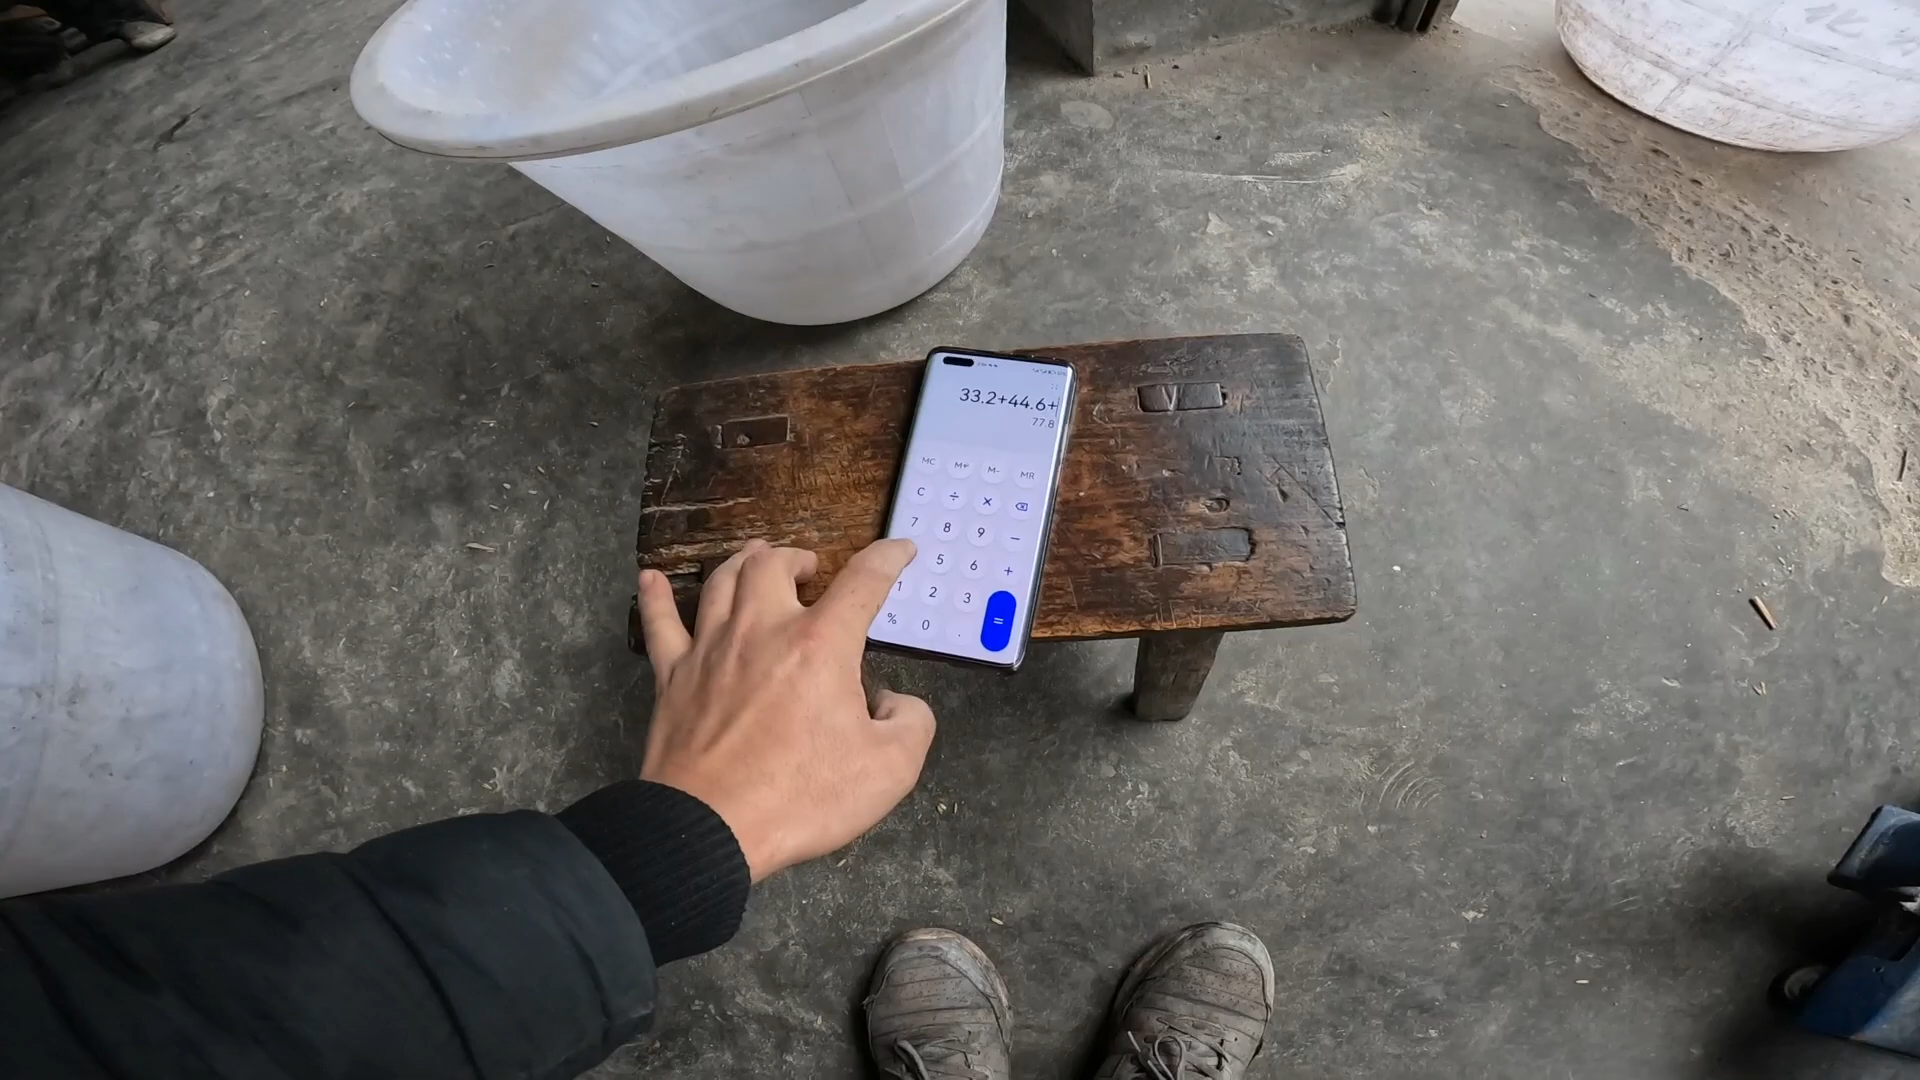 33.2+44.6+
77.8
MC M+ M- MR
C ÷ ×
7 8 9 −
5 6 +
1 2 3
% 0 . =